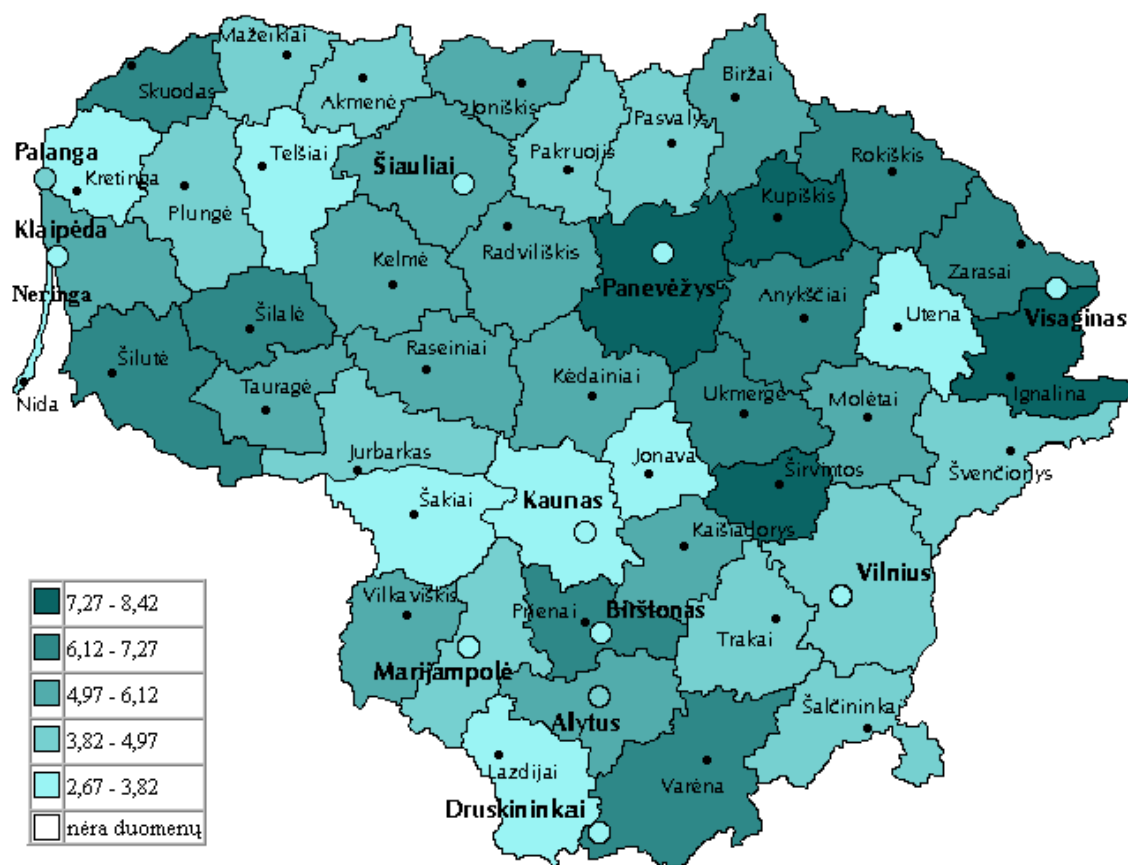 Mažeikiai
Skuodas
Akmenė
Joniškis
Biržai
Pasvalys
Palanga
Kretinga
Telšiai
Šiauliai
Pakruojis
Rokiškis
Plungė
Kupiškis
Klaipėda
Kelmė
Radviliškis
Zarasai
Neringa
Panevėžys
Anykščiai
Utena
Visaginas
Šilalė
Šilutė
Raseiniai
Kėdainiai
Tauragė
Ukmergė
Molėtai
Ignalina
Nida
Jurbarkas
Jonava
Širvintos
Švenčionys
Šakiai
Kaunas
Kaišiadorys
Vilnius
Vilkaviškis
Prienai
Birštonas
Trakai
Marijampolė
Alytus
Šalčininkai
Lazdijai
Varėna
Druskininkai
7,27 - 8,42
6,12 - 7,27
4,97 - 6,12
3,82 - 4,97
2,67 - 3,82
nėra duomenų